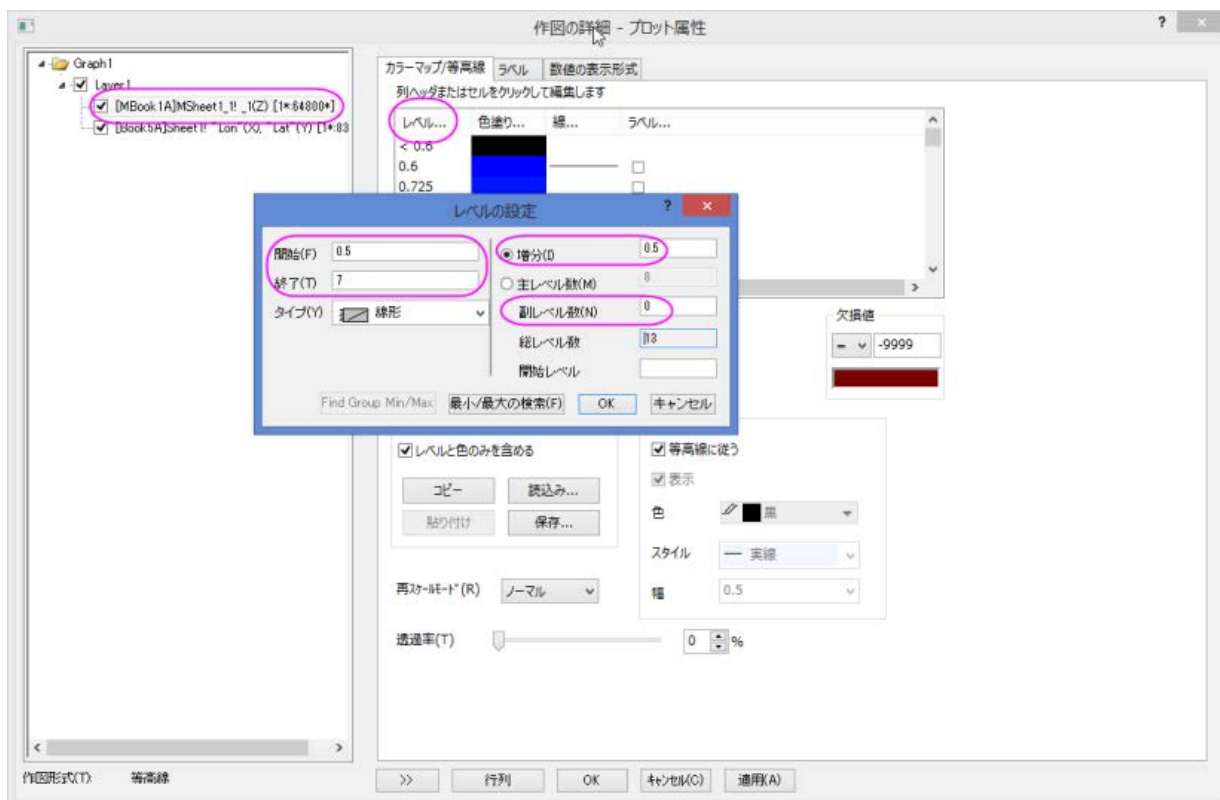 作図の詳細 - プロット属性
?
Graph1
Layer1
[MBook1A]MSheet1_1! _1(Z) [1*:64800*]
[Book5A]Sheet1! "Lon"(X), "Lat"(Y) [1*:83
カラーマップ/等高線 ラベル 数値の表示形式
列ヘッダまたはセルをクリックして編集します
レベル... 色塗り... 線... ラベル...
< 0.6
0.6
0.725
レベルの設定
?
開始(F) 0.5
終了(T) 7
タイプ(Y) 線形
増分(I) 0.5
主レベル数(M) 8
副レベル数(N) 0
総レベル数 13
開始レベル
Find Group Min/Max 最小/最大の検索(F) OK キャンセル
欠損値
= -9999
レベルと色のみを含める
コピー 読込み...
貼り付け 保存...
等高線に従う
表示
色 黒
スタイル 実線
幅 0.5
再スケールモード(R) ノーマル
透過率(T) 0 %
作図形式(T) 等高線
>> 行列 OK キャンセル(C) 適用(A)